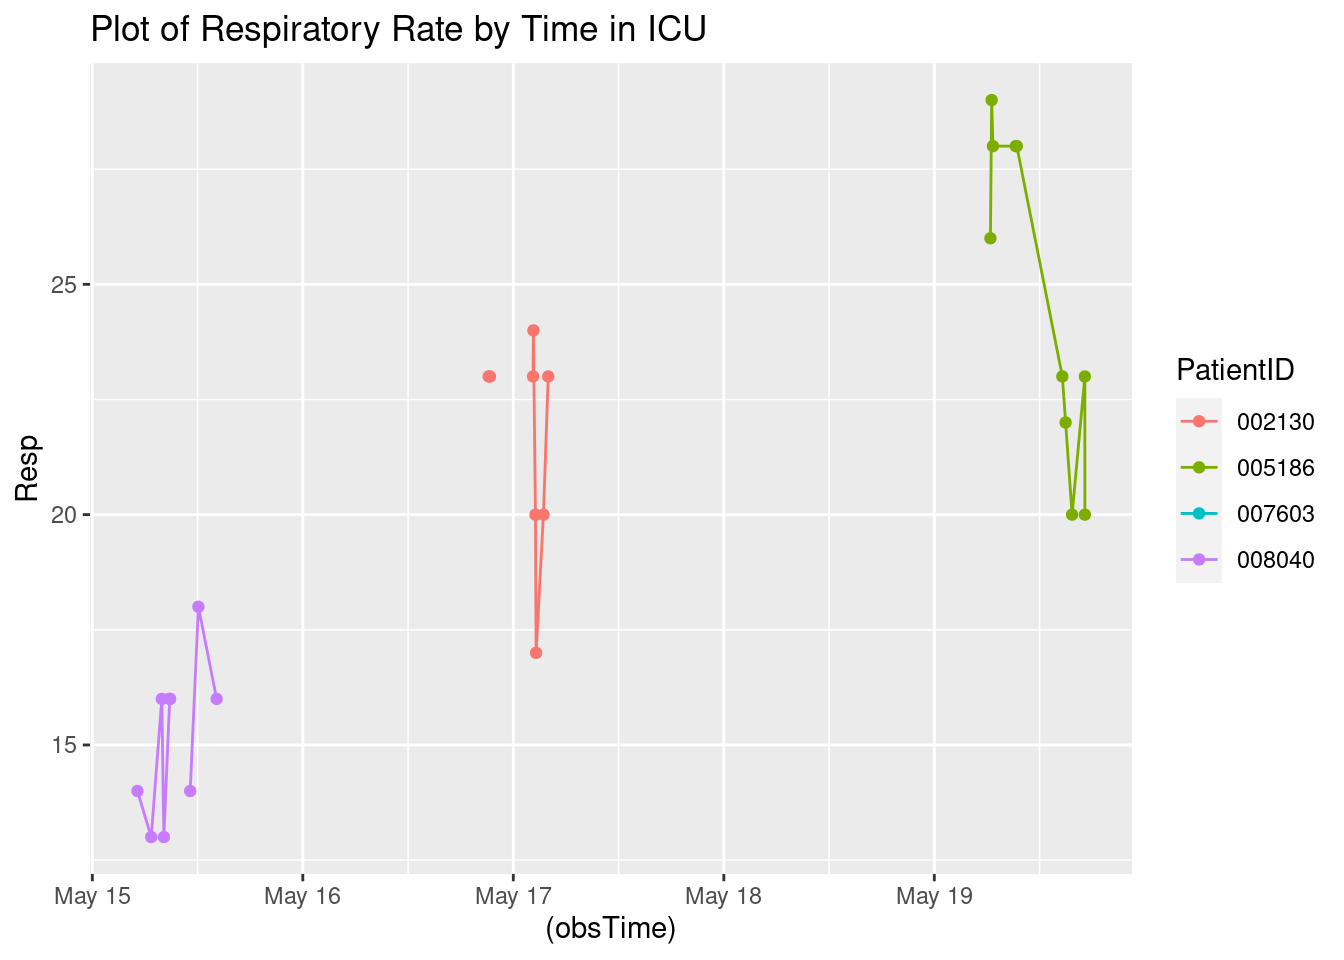 Plot of Respiratory Rate by Time in ICU
Resp
25
20
15
May 15
May 16
May 17
May 18
May 19
(obsTime)
PatientID
002130
005186
007603
008040